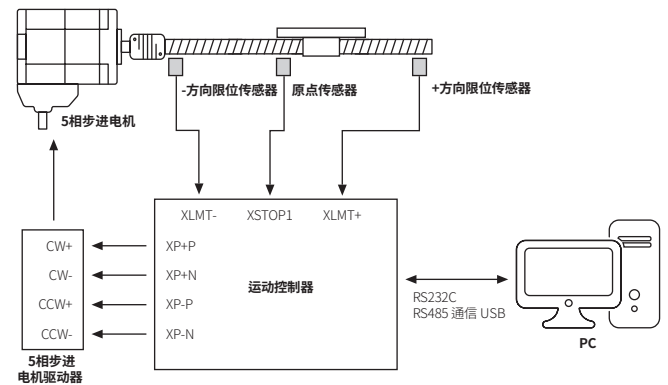 -方向限位传感器
原点传感器
+方向限位传感器
5相步进电机
XLMT-
XSTOP1
XLMT+
CW+
XP+P
CW-
XP+N
运动控制器
CCW+
XP-P
CCW-
XP-N
RS232C
RS485 通信 USB
PC
5相步进
电机驱动器